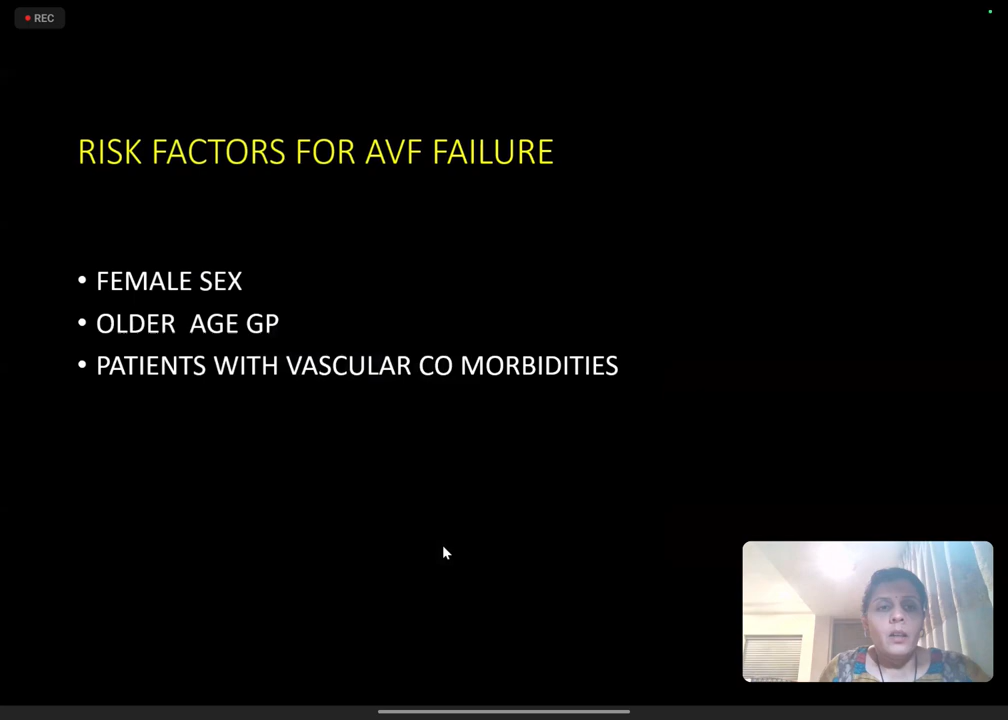 REC
RISK FACTORS FOR AVF FAILURE
• FEMALE SEX
• OLDER AGE GP
• PATIENTS WITH VASCULAR CO MORBIDITIES